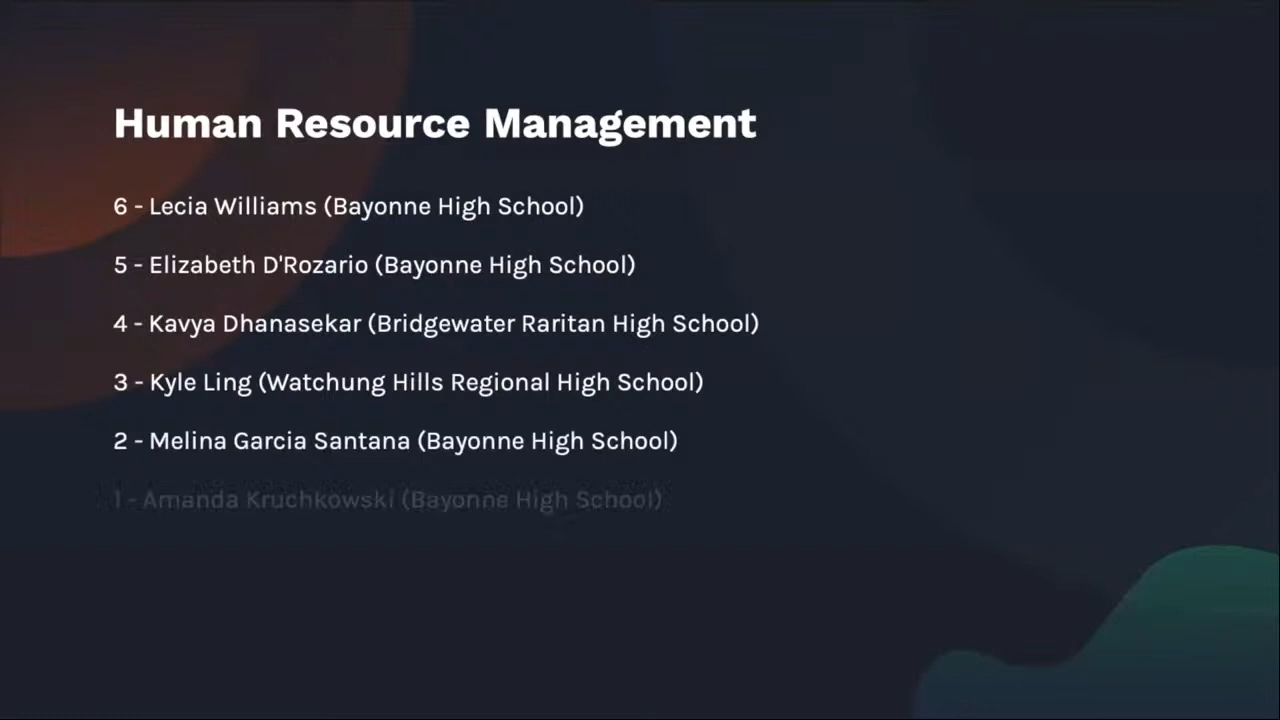 Human Resource Management
6 - Lecia Williams (Bayonne High School)
5 - Elizabeth D'Rozario (Bayonne High School)
4 - Kavya Dhanasekar (Bridgewater Raritan High School)
3 - Kyle Ling (Watchung Hills Regional High School)
2 - Melina Garcia Santana (Bayonne High School)
1 - Amanda Kruchkowski (Bayonne High School)